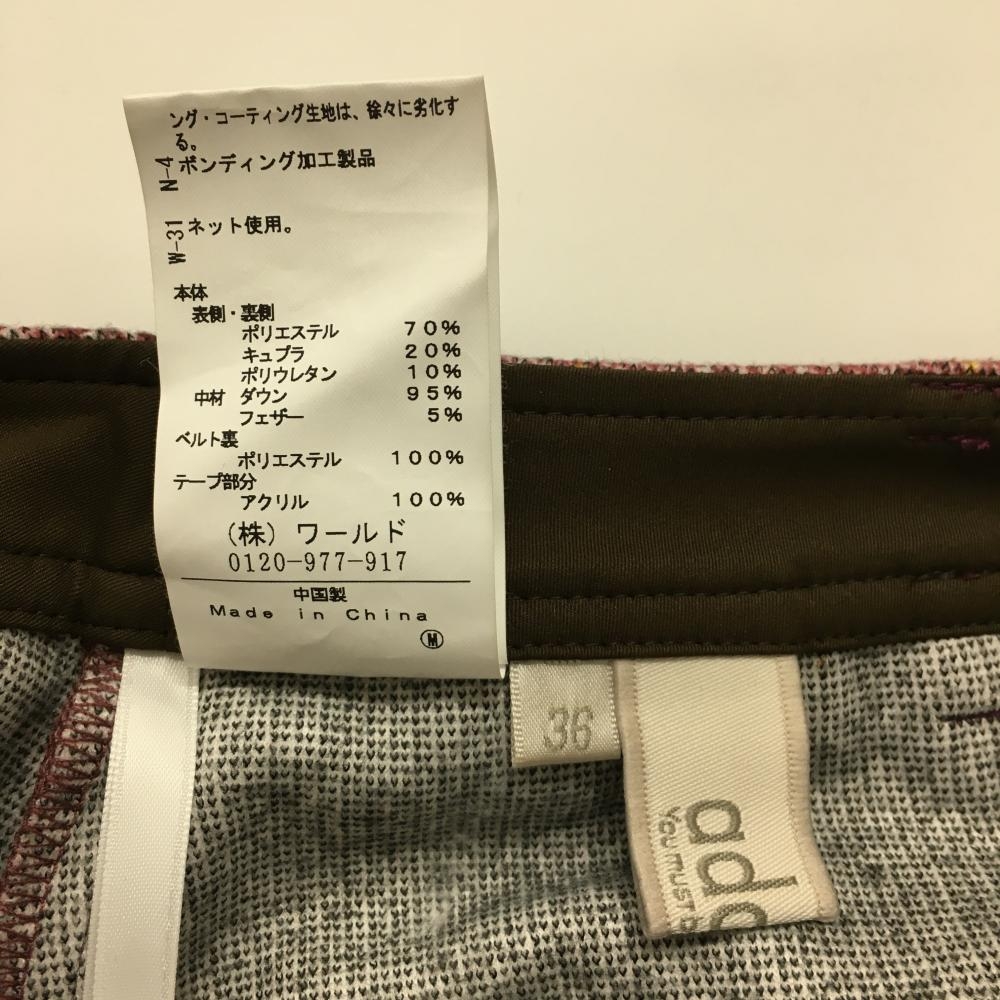 ング・コーティング生地は、徐々に劣化す
る。
N-4 ボンディング加工製品
W-31 ネット使用。
本体
表側・裏側
ポリエステル 70%
キュプラ 20%
ポリウレタン 10%
中材 ダウン 95%
フェザー 5%
ベルト裏
ポリエステル 100%
テープ部分
アクリル 100%
(株) ワールド
0120-977-917
中国製
Made in China
M
36
YOU MUST